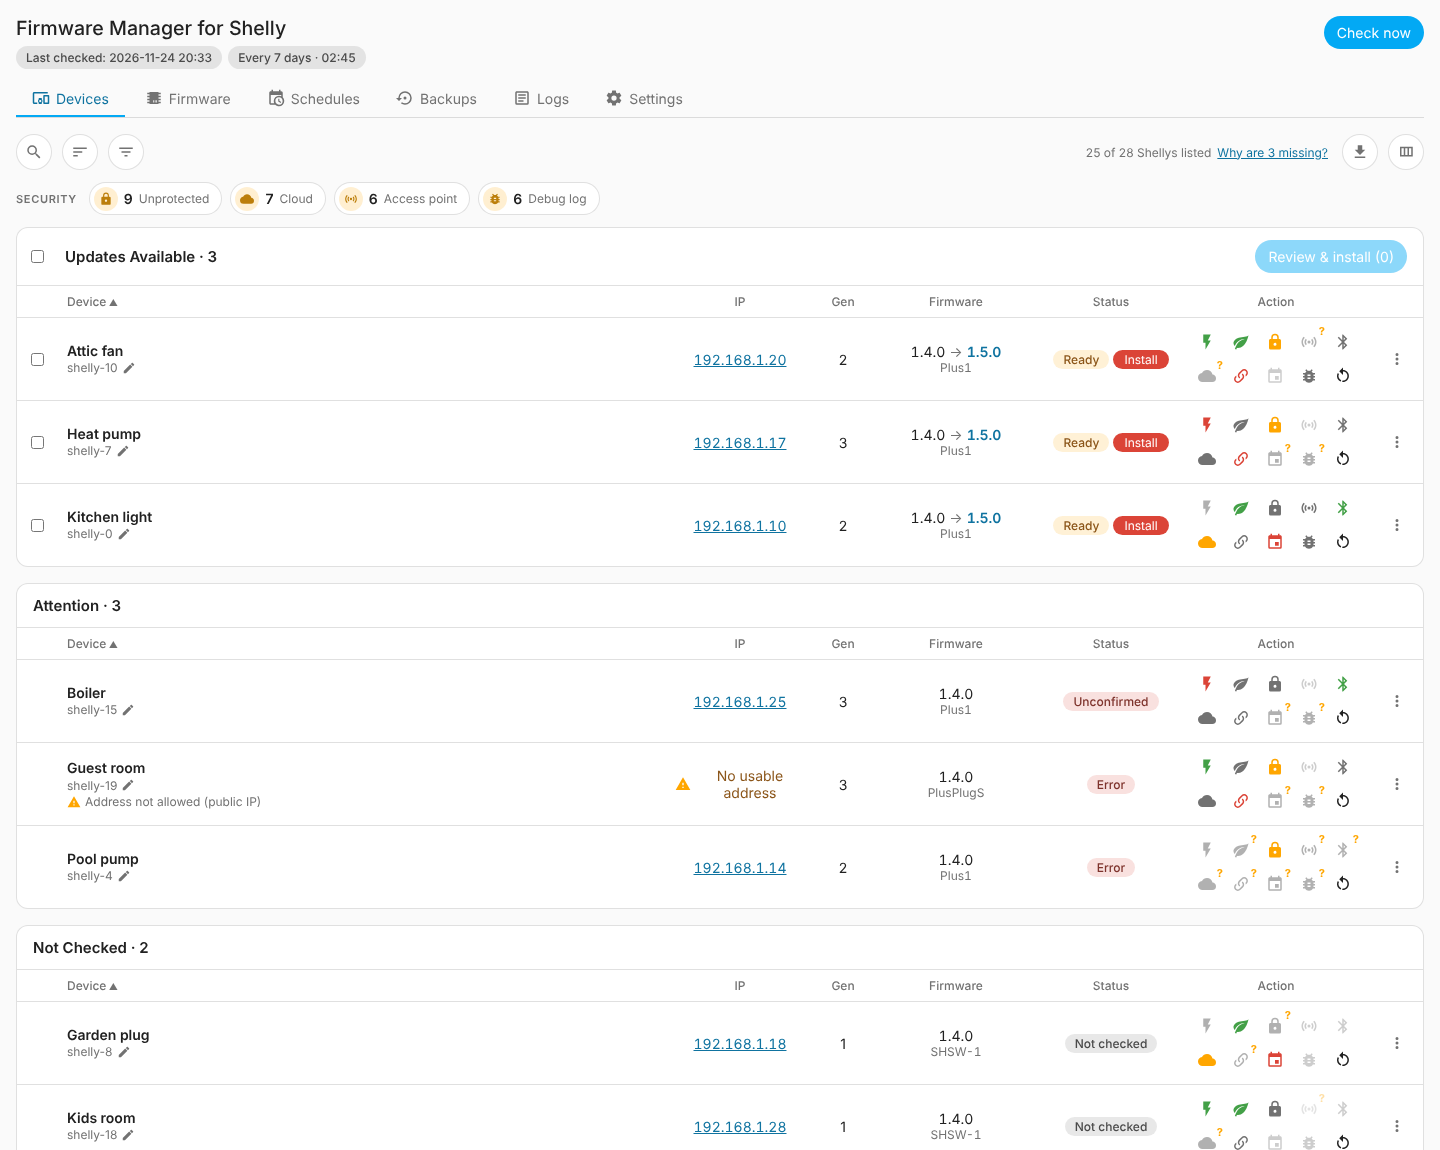 Firmware Manager for Shelly
Check now
Last checked: 2026-11-24 20:33
Every 7 days · 02:45
Devices
Firmware
Schedules
Backups
Logs
Settings
25 of 28 Shellys listed Why are 3 missing?
SECURITY
9 Unprotected
7 Cloud
6 Access point
6 Debug log
Updates Available · 3
Review & install (0)
Device ▲ IP Gen Firmware Status Action
Attic fan
shelly-10
192.168.1.20
2
1.4.0 → 1.5.0
Plus1
Ready Install
?
?
Heat pump
shelly-7
192.168.1.17
3
1.4.0 → 1.5.0
Plus1
Ready Install
? ?
Kitchen light
shelly-0
192.168.1.10
2
1.4.0 → 1.5.0
Plus1
Ready Install
Attention · 3
Device ▲ IP Gen Firmware Status Action
Boiler
shelly-15
192.168.1.25
3
1.4.0
Plus1
Unconfirmed
? ?
Guest room
shelly-19
Address not allowed (public IP)
No usable
address
3
1.4.0
PlusPlugS
Error
? ?
Pool pump
shelly-4
192.168.1.14
2
1.4.0
Plus1
Error
? ? ?
? ? ? ?
Not Checked · 2
Device ▲ IP Gen Firmware Status Action
Garden plug
shelly-8
192.168.1.18
1
1.4.0
SHSW-1
Not checked
?
?
Kids room
shelly-18
192.168.1.28
1
1.4.0
SHSW-1
Not checked
?
?